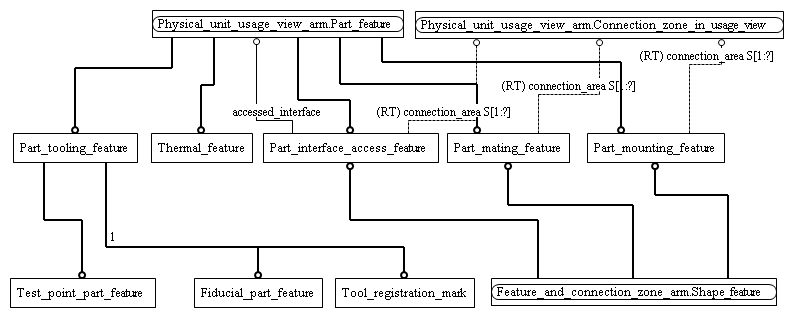 Physical_unit_usage_view_arm.Part_feature
Physical_unit_usage_view_arm.Connection_zone_in_usage_view
(RT) connection_area S[1:?]
(RT) connection_area S[1:?]
accessed_interface
(RT) connection_area S[1:?]
Part_tooling_feature
Thermal_feature
Part_interface_access_feature
Part_mating_feature
Part_mounting_feature
1
Test_point_part_feature
Fiducial_part_feature
Tool_registration_mark
Feature_and_connection_zone_arm.Shape_feature